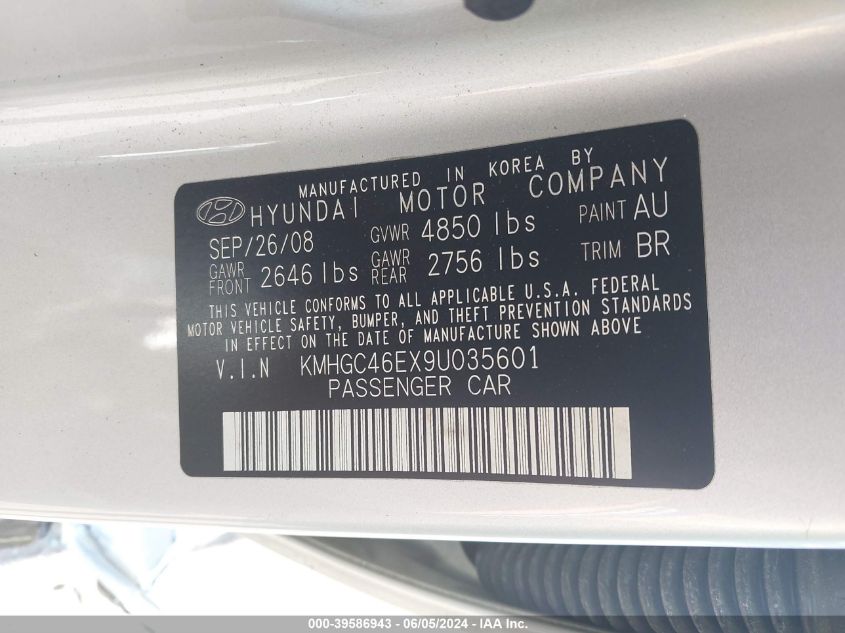 MANUFACTURED IN KOREA BY
HYUNDAI MOTOR COMPANY
SEP/26/08 GVWR 4850 lbs PAINT AU
GAWR FRONT 2646 lbs GAWR REAR 2756 lbs TRIM BR
THIS VEHICLE CONFORMS TO ALL APPLICABLE U.S.A. FEDERAL
MOTOR VEHICLE SAFETY, BUMPER, AND THEFT PREVENTION STANDARDS
IN EFFECT ON THE DATE OF MANUFACTURE SHOWN ABOVE
V.I.N KMHGC46EX9U035601
PASSENGER CAR
000-39586943 - 06/05/2024 - IAA Inc.